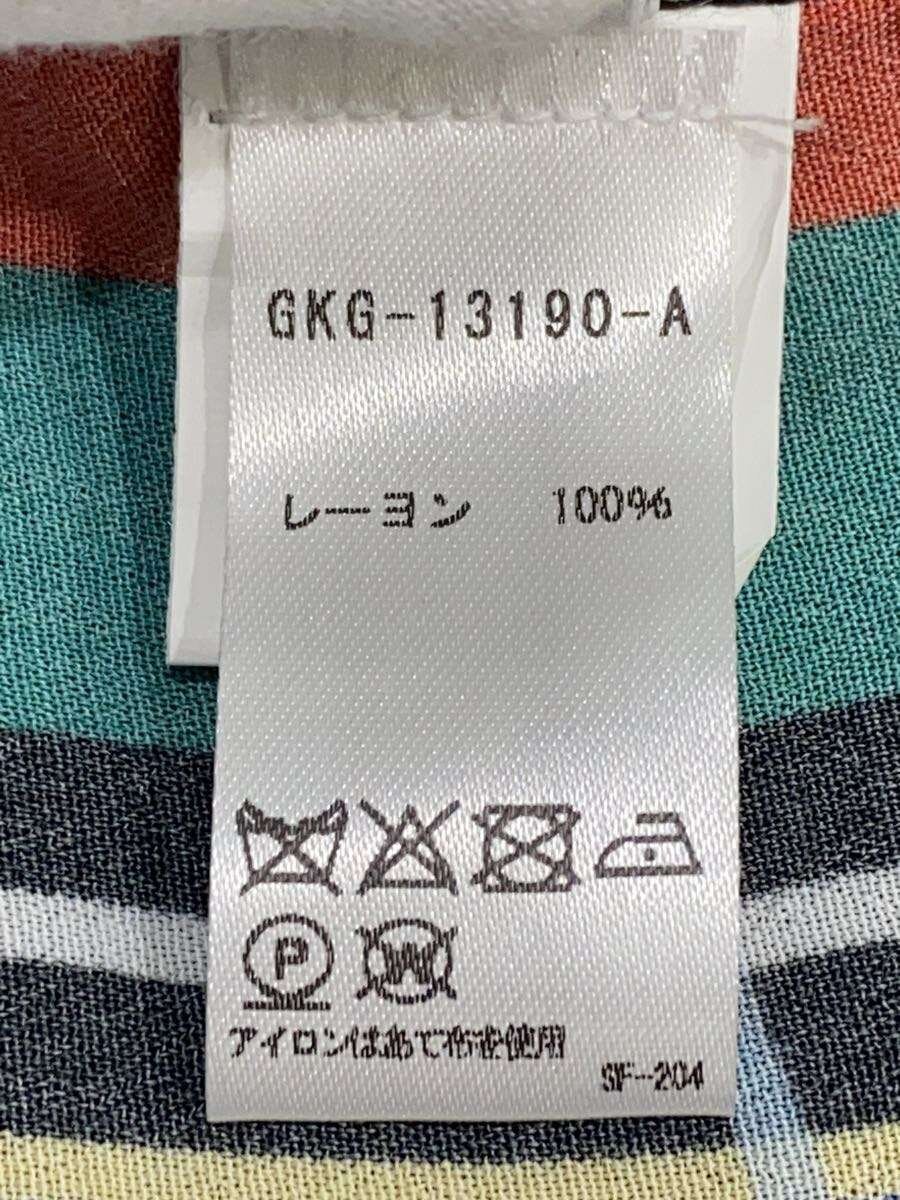 GKG-13190-A
レーヨン 100%
P
W
アイロンはあて布を使用
SF-204